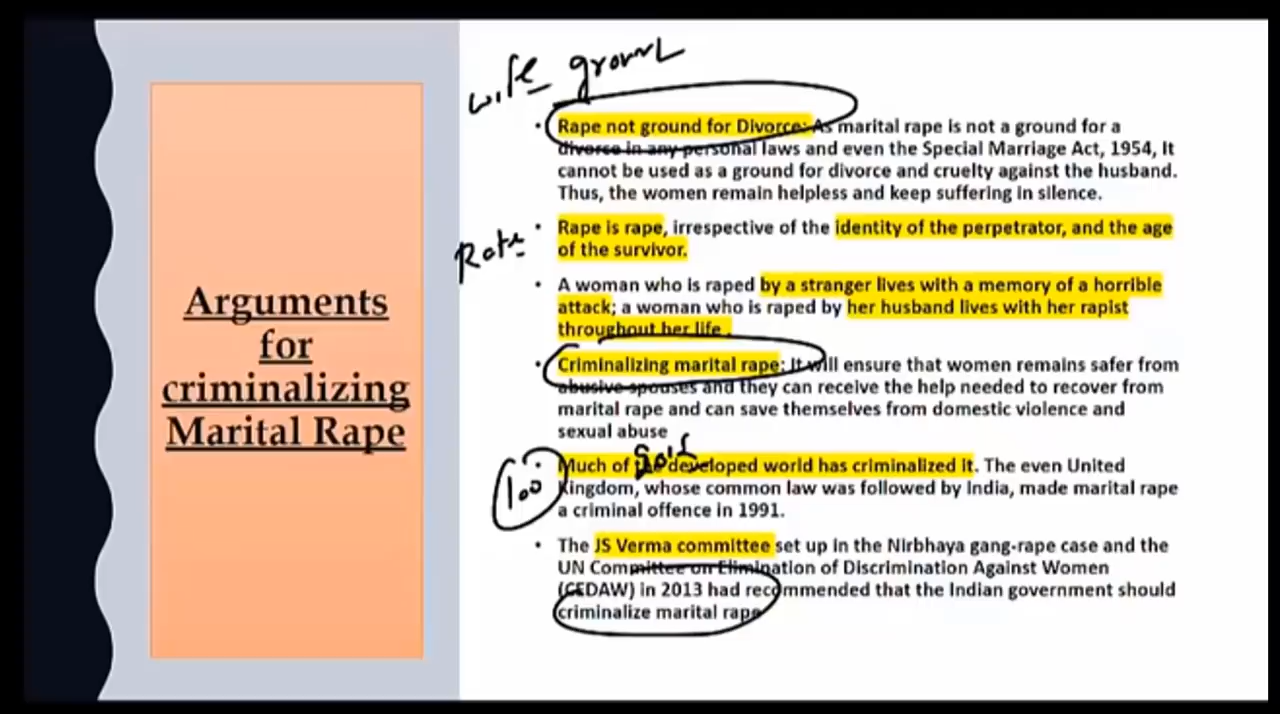 wife ground
Rape not ground for Divorce: As marital rape is not a ground for a
divorce in any personal laws and even the Special Marriage Act, 1954, It
cannot be used as a ground for divorce and cruelty against the husband.
Thus, the women remain helpless and keep suffering in silence.
Rape is rape, irrespective of the identity of the perpetrator, and the age
of the survivor.
A woman who is raped by a stranger lives with a memory of a horrible
attack; a woman who is raped by her husband lives with her rapist
throughout her life .
Criminalizing marital rape: It will ensure that women remains safer from
abusive spouses and they can receive the help needed to recover from
marital rape and can save themselves from domestic violence and
sexual abuse
100
Much of the developed world has criminalized it. The even United
Kingdom, whose common law was followed by India, made marital rape
a criminal offence in 1991.
The JS Verma committee set up in the Nirbhaya gang-rape case and the
UN Committee on Elimination of Discrimination Against Women
(CEDAW) in 2013 had recommended that the Indian government should
criminalize marital rape
Arguments
for
criminalizing
Marital Rape